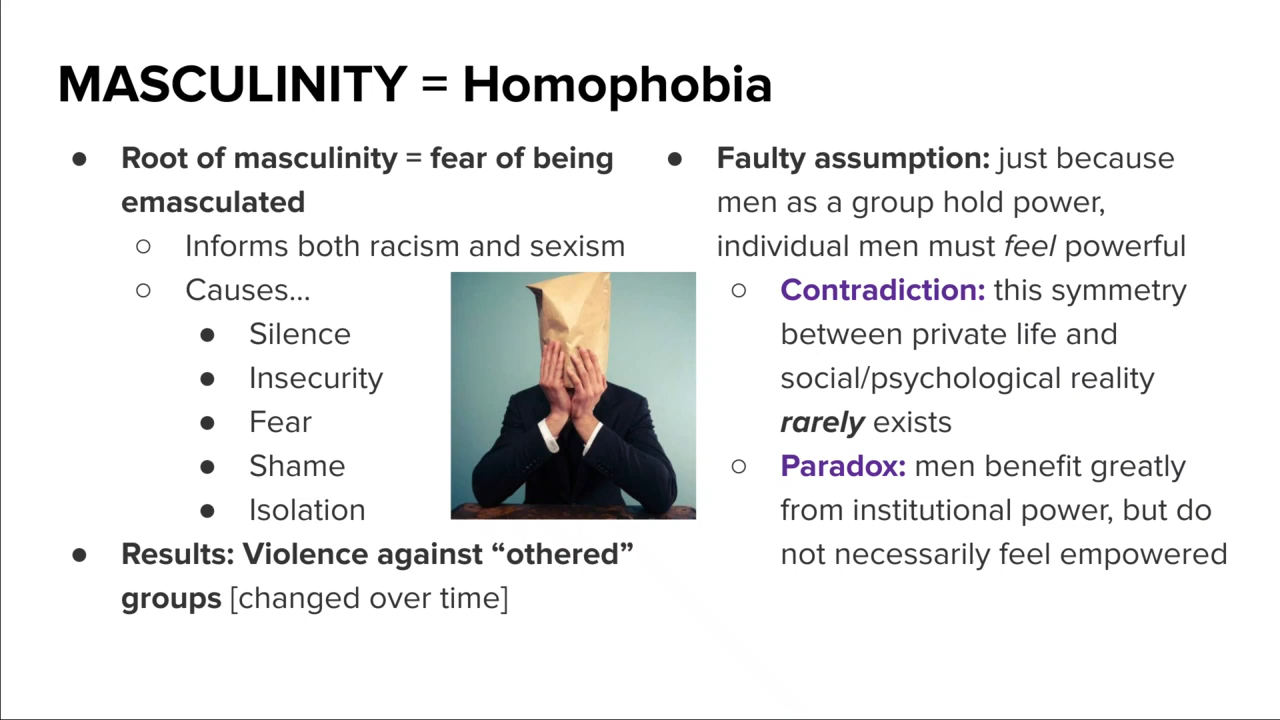 MASCULINITY = Homophobia
● Root of masculinity = fear of being
emasculated
○ Informs both racism and sexism
○ Causes...
● Silence
● Insecurity
● Fear
● Shame
● Isolation
● Results: Violence against “othered”
groups [changed over time]
● Faulty assumption: just because
men as a group hold power,
individual men must feel powerful
○ Contradiction: this symmetry
between private life and
social/psychological reality
rarely exists
○ Paradox: men benefit greatly
from institutional power, but do
not necessarily feel empowered